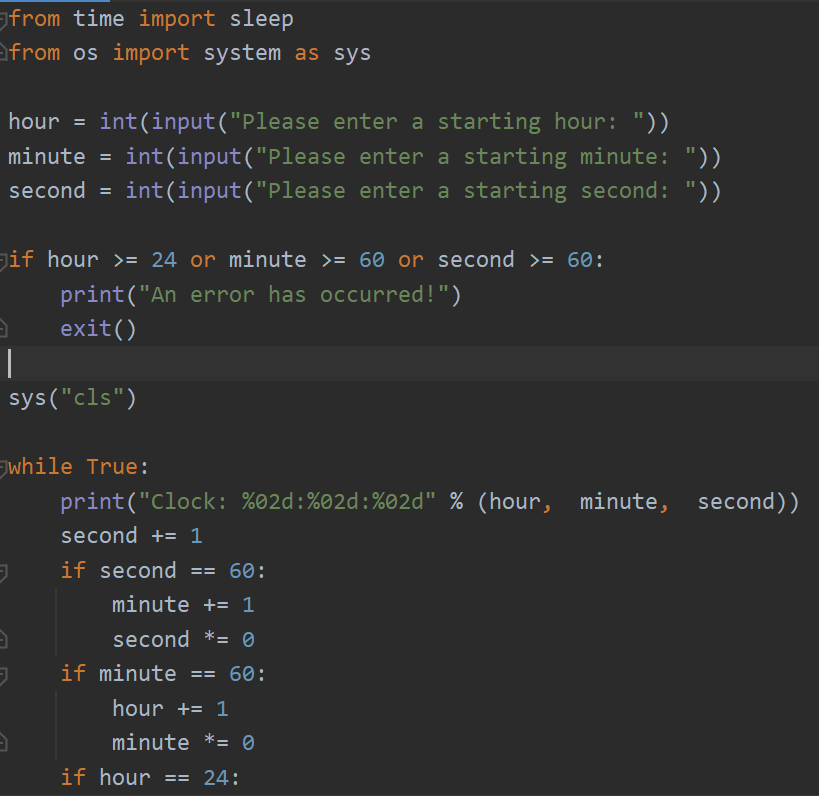 from time import sleep
from os import system as sys
hour = int(input("Please enter a starting hour: "))
minute = int(input("Please enter a starting minute: "))
second = int(input("Please enter a starting second: "))
if hour >= 24 or minute >= 60 or second >= 60:
    print("An error has occurred!")
    exit()
sys("cls")
while True:
    print("Clock: %02d:%02d:%02d" % (hour,  minute,  second))
    second += 1
    if second == 60:
        minute += 1
        second *= 0
    if minute == 60:
        hour += 1
        minute *= 0
    if hour == 24: